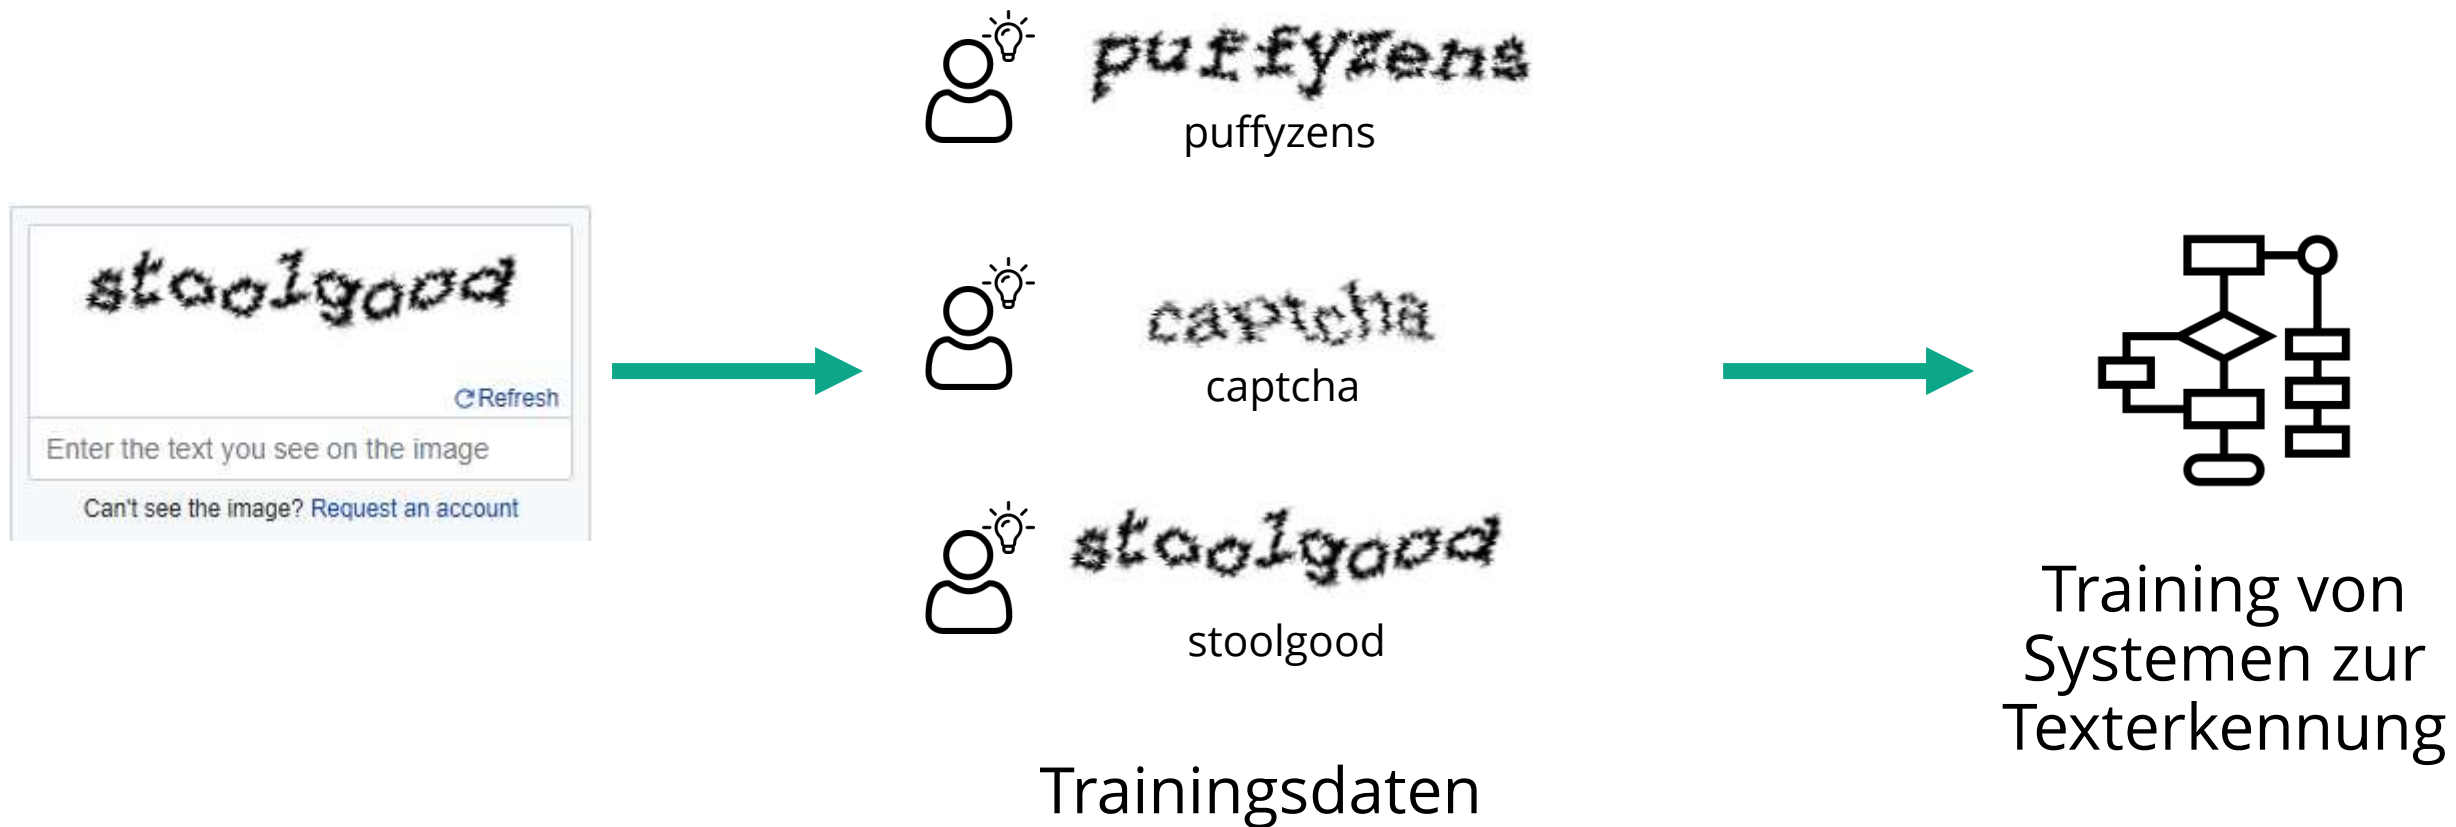 stoolgood
Refresh
Enter the text you see on the image
Can't see the image? Request an account
puffyzens
puffyzens
captcha
captcha
stoolgood
stoolgood
Trainingsdaten
Training von
Systemen zur
Texterkennung